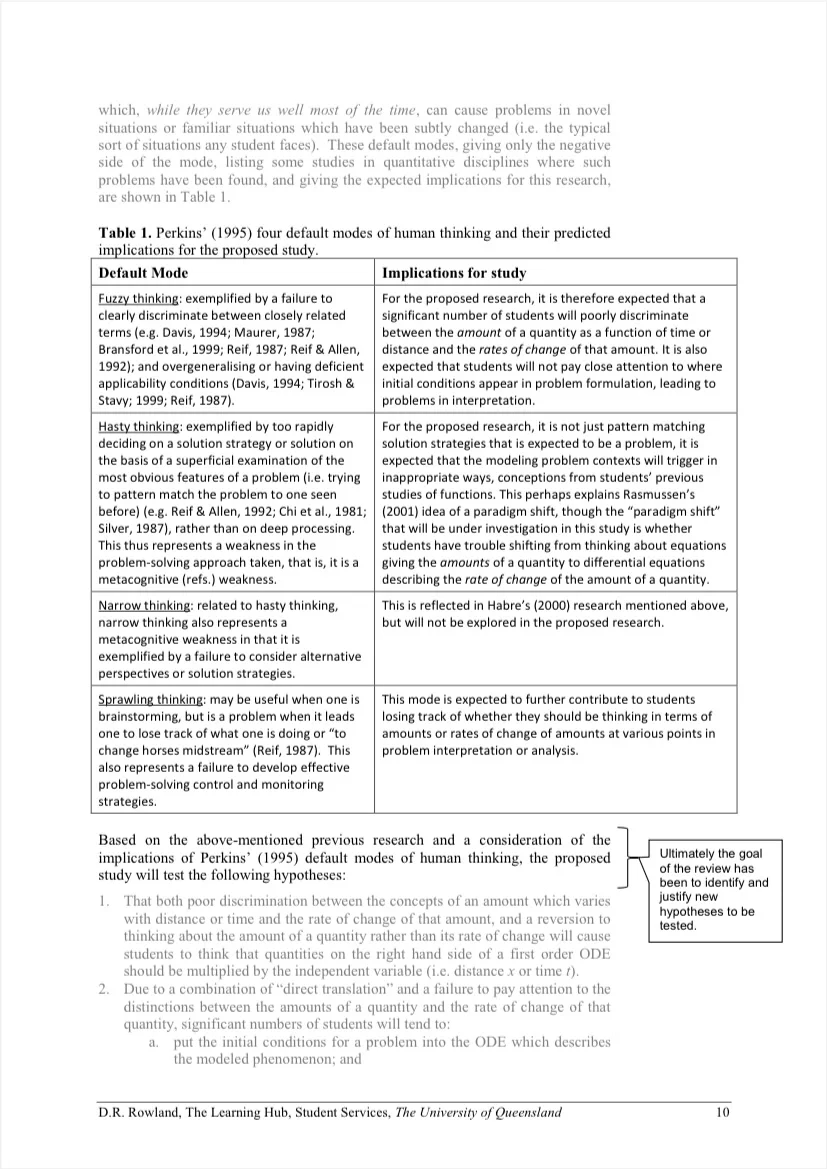 which, while they serve us well most of the time, can cause problems in novel
situations or familiar situations which have been subtly changed (i.e. the typical
sort of situations any student faces).  These default modes, giving only the negative
side of the mode, listing some studies in quantitative disciplines where such
problems have been found, and giving the expected implications for this research,
are shown in Table 1.
Table 1. Perkins’ (1995) four default modes of human thinking and their predicted
implications for the proposed study.
Default Mode
Implications for study
Fuzzy thinking: exemplified by a failure to
clearly discriminate between closely related
terms (e.g. Davis, 1994; Maurer, 1987;
Bransford et al., 1999; Reif, 1987; Reif & Allen,
1992); and overgeneralising or having deficient
applicability conditions (Davis, 1994; Tirosh &
Stavy; 1999; Reif, 1987).
For the proposed research, it is therefore expected that a
significant number of students will poorly discriminate
between the amount of a quantity as a function of time or
distance and the rates of change of that amount. It is also
expected that students will not pay close attention to where
initial conditions appear in problem formulation, leading to
problems in interpretation.
Hasty thinking: exemplified by too rapidly
deciding on a solution strategy or solution on
the basis of a superficial examination of the
most obvious features of a problem (i.e. trying
to pattern match the problem to one seen
before) (e.g. Reif & Allen, 1992; Chi et al., 1981;
Silver, 1987), rather than on deep processing.
This thus represents a weakness in the
problem-solving approach taken, that is, it is a
metacognitive (refs.) weakness.
For the proposed research, it is not just pattern matching
solution strategies that is expected to be a problem, it is
expected that the modeling problem contexts will trigger in
inappropriate ways, conceptions from students’ previous
studies of functions. This perhaps explains Rasmussen’s
(2001) idea of a paradigm shift, though the “paradigm shift”
that will be under investigation in this study is whether
students have trouble shifting from thinking about equations
giving the amounts of a quantity to differential equations
describing the rate of change of the amount of a quantity.
Narrow thinking: related to hasty thinking,
narrow thinking also represents a
metacognitive weakness in that it is
exemplified by a failure to consider alternative
perspectives or solution strategies.
This is reflected in Habre’s (2000) research mentioned above,
but will not be explored in the proposed research.
Sprawling thinking: may be useful when one is
brainstorming, but is a problem when it leads
one to lose track of what one is doing or “to
change horses midstream” (Reif, 1987).  This
also represents a failure to develop effective
problem-solving control and monitoring
strategies.
This mode is expected to further contribute to students
losing track of whether they should be thinking in terms of
amounts or rates of change of amounts at various points in
problem interpretation or analysis.
Based on the above-mentioned previous research and a consideration of the
implications of Perkins’ (1995) default modes of human thinking, the proposed
study will test the following hypotheses:
Ultimately the goal
of the review has
been to identify and
justify new
hypotheses to be
tested.
1. That both poor discrimination between the concepts of an amount which varies
with distance or time and the rate of change of that amount, and a reversion to
thinking about the amount of a quantity rather than its rate of change will cause
students to think that quantities on the right hand side of a first order ODE
should be multiplied by the independent variable (i.e. distance x or time t).
2. Due to a combination of “direct translation” and a failure to pay attention to the
distinctions between the amounts of a quantity and the rate of change of that
quantity, significant numbers of students will tend to:
a. put the initial conditions for a problem into the ODE which describes
the modeled phenomenon; and
D.R. Rowland, The Learning Hub, Student Services, The University of Queensland 10